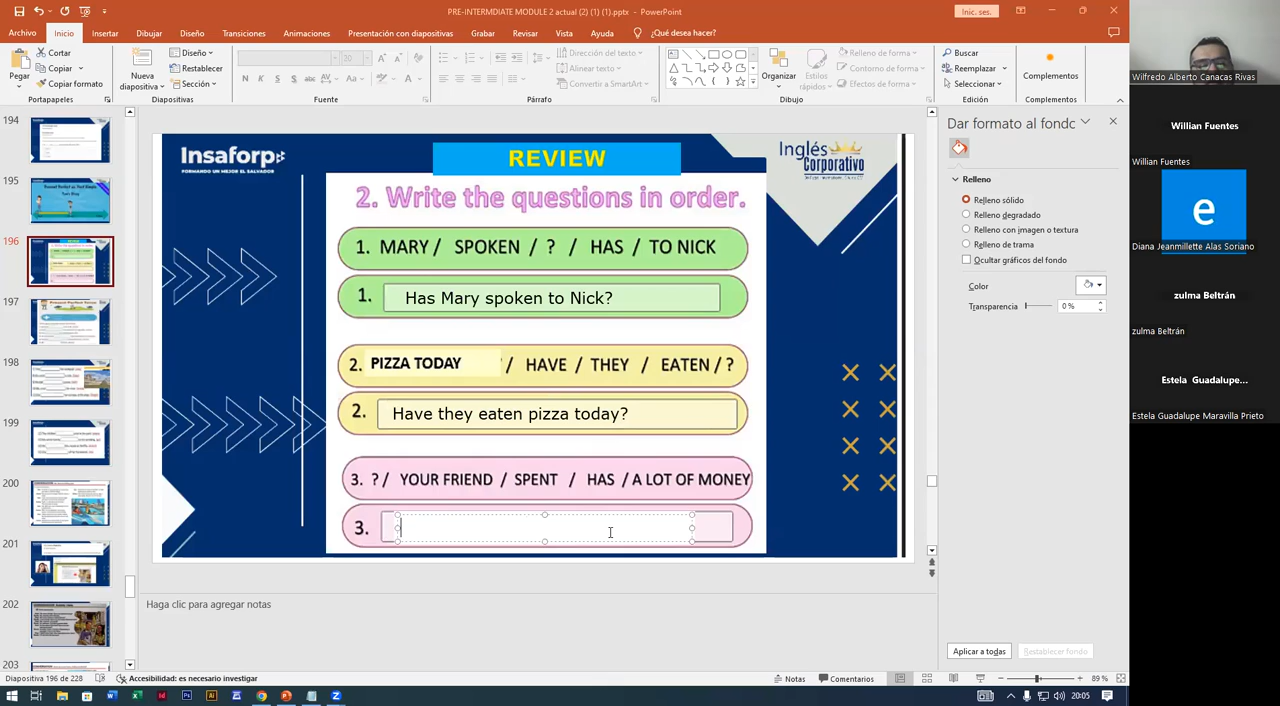 PRE-INTERMDIATE MODULE 2 actual (2) (1) (1).pptx - PowerPoint
Inic. ses.
Archivo Inicio Insertar Dibujar Diseño Transiciones Animaciones Presentación con diapositivas Grabar Revisar Vista Ayuda ¿Qué desea hacer?
Pegar
Cortar
Copiar
Copiar formato
Portapapeles
Nueva diapositiva
Diseño
Restablecer
Sección
Diapositivas
30
N K S S abc AV Aa A
Fuente
Dirección del texto
Alinear texto
Convertir a SmartArt
Párrafo
Organizar
Estilos rápidos
Relleno de forma
Contorno de forma
Efectos de forma
Dibujo
Buscar
Reemplazar
Seleccionar
Edición
Complementos
Complementos
194
195
196
197
198
199
200
201
202
203
Insaforp
FORMANDO UN MEJOR EL SALVADOR
REVIEW
Inglés
Corporativo
2. Write the questions in order.
1. MARY / SPOKEN / ? / HAS / TO NICK
1. Has Mary spoken to Nick?
2. PIZZA TODAY / HAVE / THEY / EATEN / ?
2. Have they eaten pizza today?
3. ? / YOUR FRIEND / SPENT / HAS / A LOT OF MONEY
3.
Haga clic para agregar notas
Dar formato al fondo
Relleno
Relleno sólido
Relleno degradado
Relleno con imagen o textura
Relleno de trama
Ocultar gráficos del fondo
Color
Transparencia 0 %
Aplicar a todas
Restablecer fondo
Diapositiva 196 de 228
Accesibilidad: es necesario investigar
Notas
Comentarios
89 %
20:05
Wilfredo Alberto Canacas Rivas
Willian Fuentes
Willian Fuentes
e
Diana Jeanmillette Alas Soriano
zulma Beltrán
zulma Beltrán
Estela Guadalupe...
Estela Guadalupe Maravilla Prieto